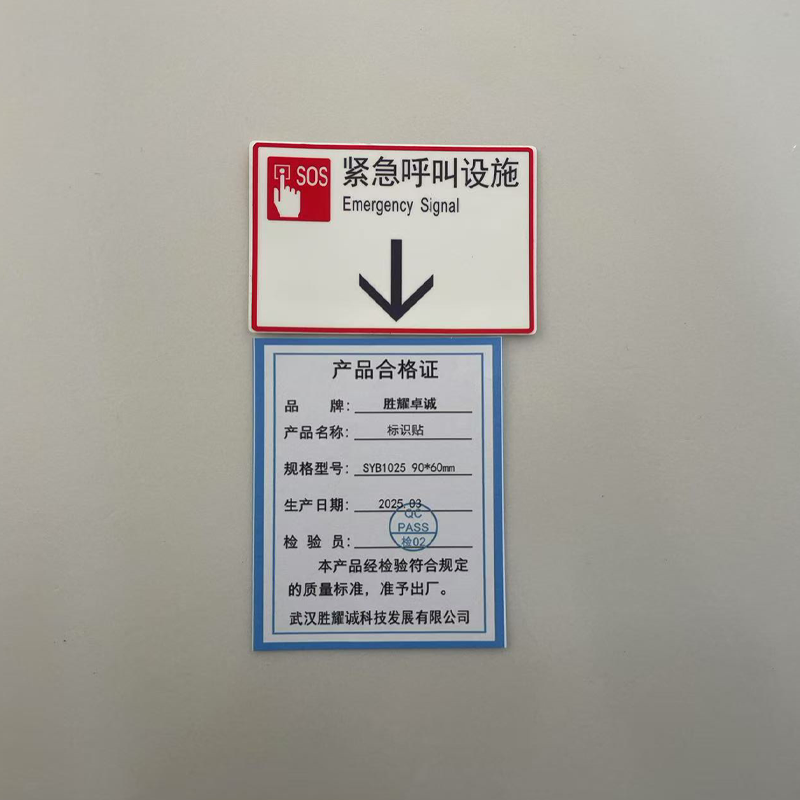 SOS 紧急呼叫设施
Emergency Signal
产品合格证
品 牌: 胜耀卓诚
产品名称: 标识贴
规格型号: SYB1025 90*60mm
生产日期: 2025.03
QC
PASS
检 验 员: 检02
本产品经检验符合规定
的质量标准，准予出厂。
武汉胜耀诚科技发展有限公司